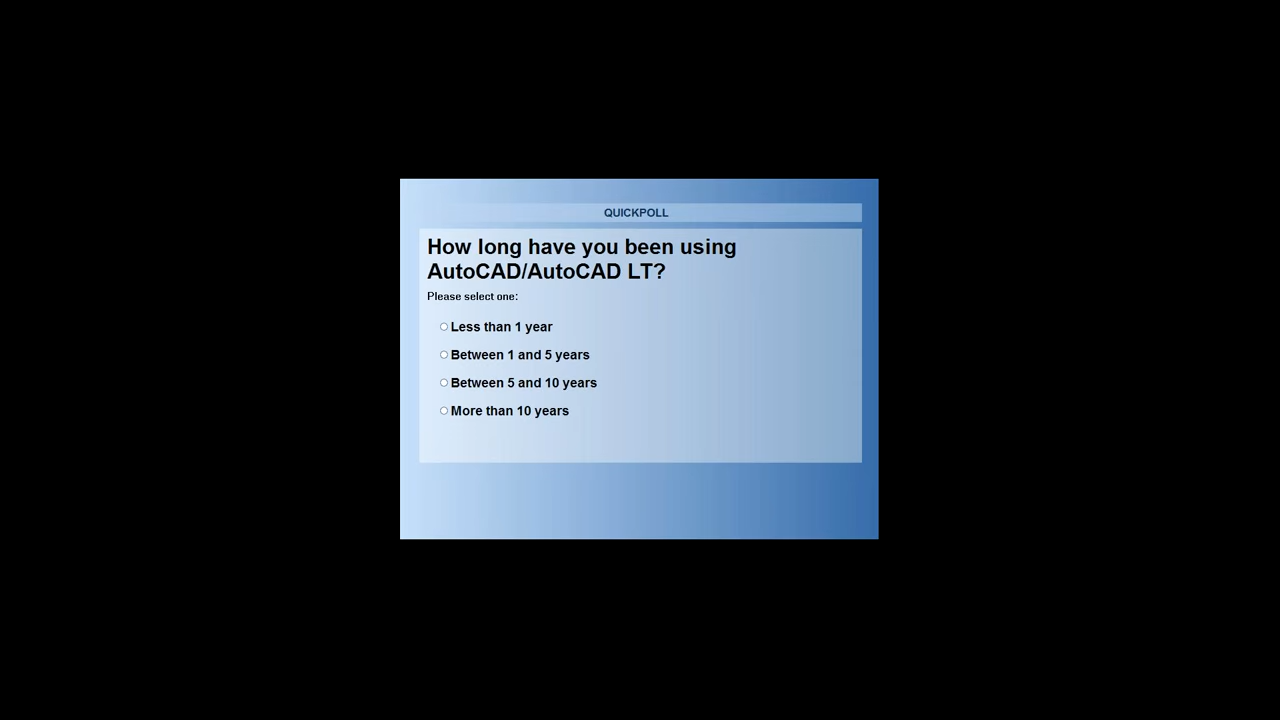 QUICKPOLL
How long have you been using
AutoCAD/AutoCAD LT?
Please select one:
Less than 1 year
Between 1 and 5 years
Between 5 and 10 years
More than 10 years